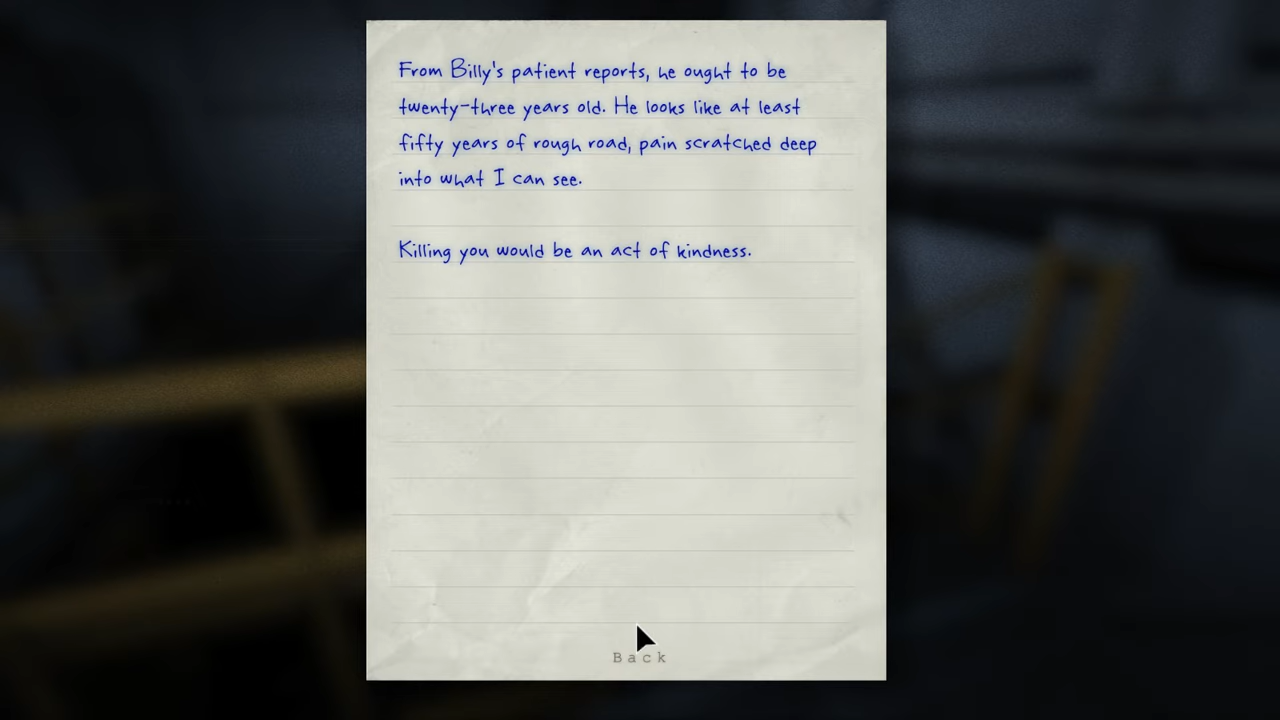 From Billy's patient reports, he ought to be
twenty-three years old. He looks like at least
fifty years of rough road, pain scratched deep
into what I can see.
Killing you would be an act of kindness.
Back